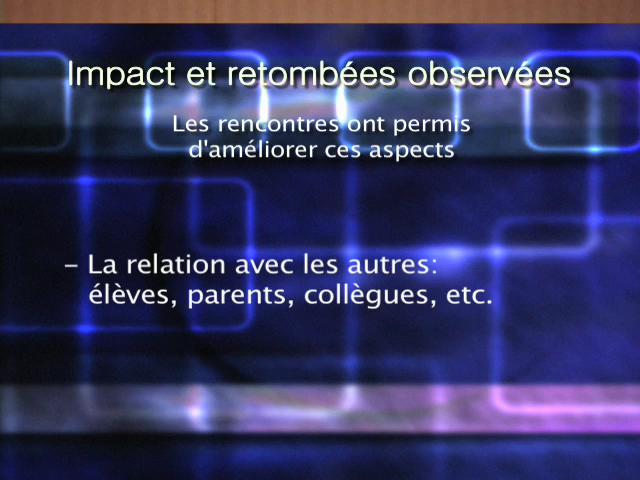 Impact et retombées observées
Les rencontres ont permis
d'améliorer ces aspects
– La relation avec les autres:
élèves, parents, collègues, etc.